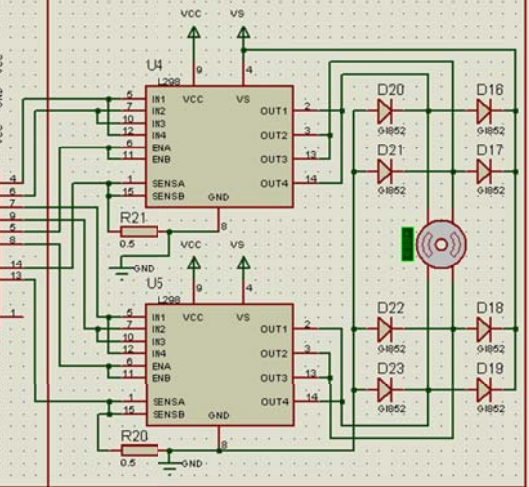 VCC VS
U4
L298
9 4
5 IN1 VCC VS OUT1 2
7 IN2
10 IN3 OUT2 3
12 IN4
6 ENA OUT3 13
11 ENB
1 SENSA OUT4 14
15 SENSB GND
8
R21
0.5
GND
D20 D16
GI852 GI852
D21 D17
GI852 GI852
4
6
7
9
5
8
14
13
1
VCC VS
U5
L298
9 4
5 IN1 VCC VS OUT1 2
7 IN2
10 IN3 OUT2 3
12 IN4
6 ENA OUT3 13
11 ENB
1 SENSA OUT4 14
15 SENSB GND
8
R20
0.5
GND
D22 D18
GI852 GI852
D23 D19
GI852 GI852